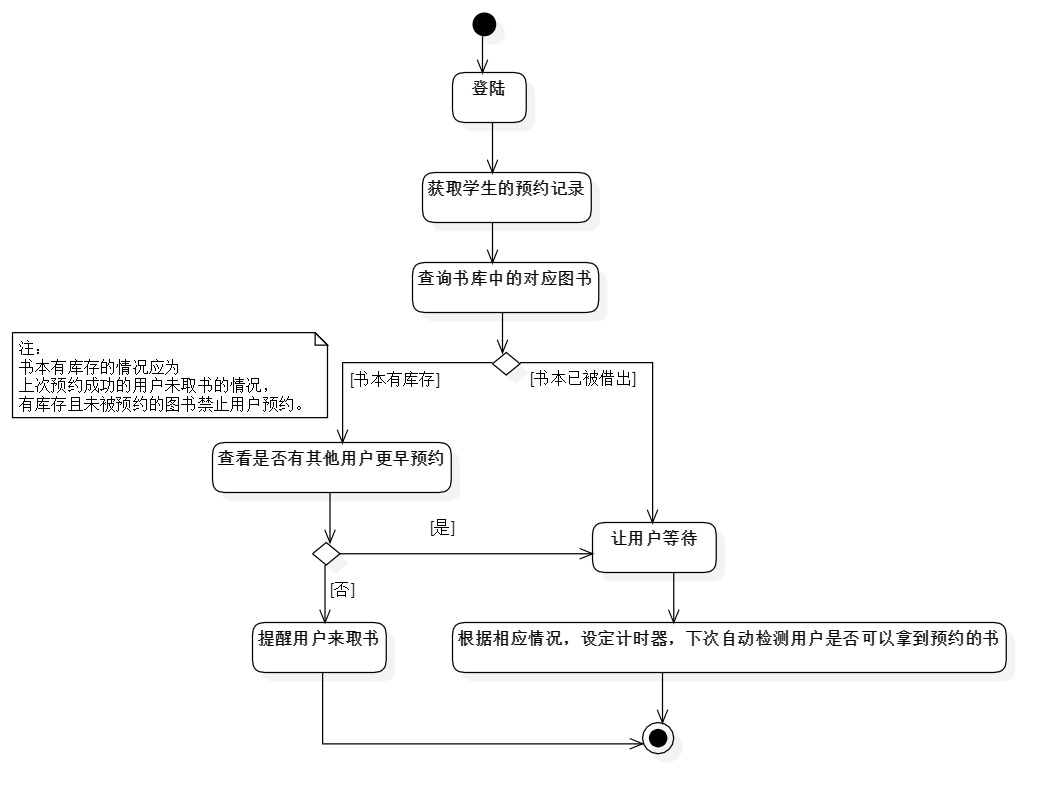 登陆
获取学生的预约记录
查询书库中的对应图书
注：
书本有库存的情况应为
上次预约成功的用户未取书的情况，
有库存且未被预约的图书禁止用户预约。
[书本有库存]
[书本已被借出]
查看是否有其他用户更早预约
[是]
让用户等待
[否]
提醒用户来取书
根据相应情况，设定计时器，下次自动检测用户是否可以拿到预约的书